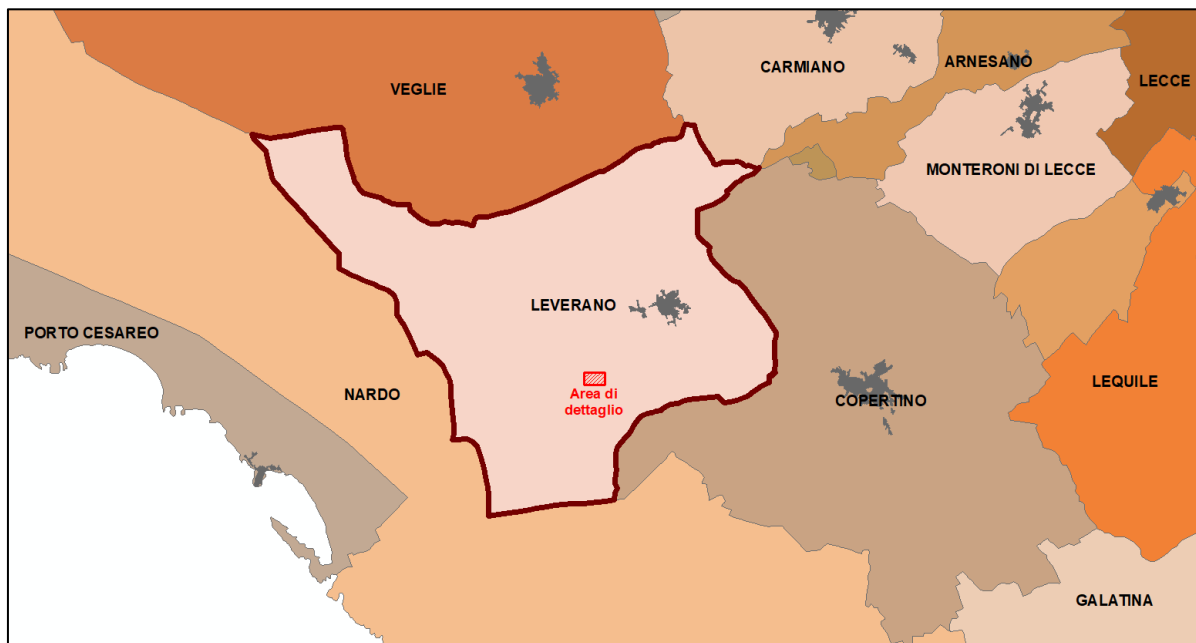 CARMIANO
ARNESANO
LECCE
VEGLIE
MONTERONI DI LECCE
LEVERANO
PORTO CESAREO
NARDO
LEQUILE
Area di
dettaglio
COPERTINO
GALATINA